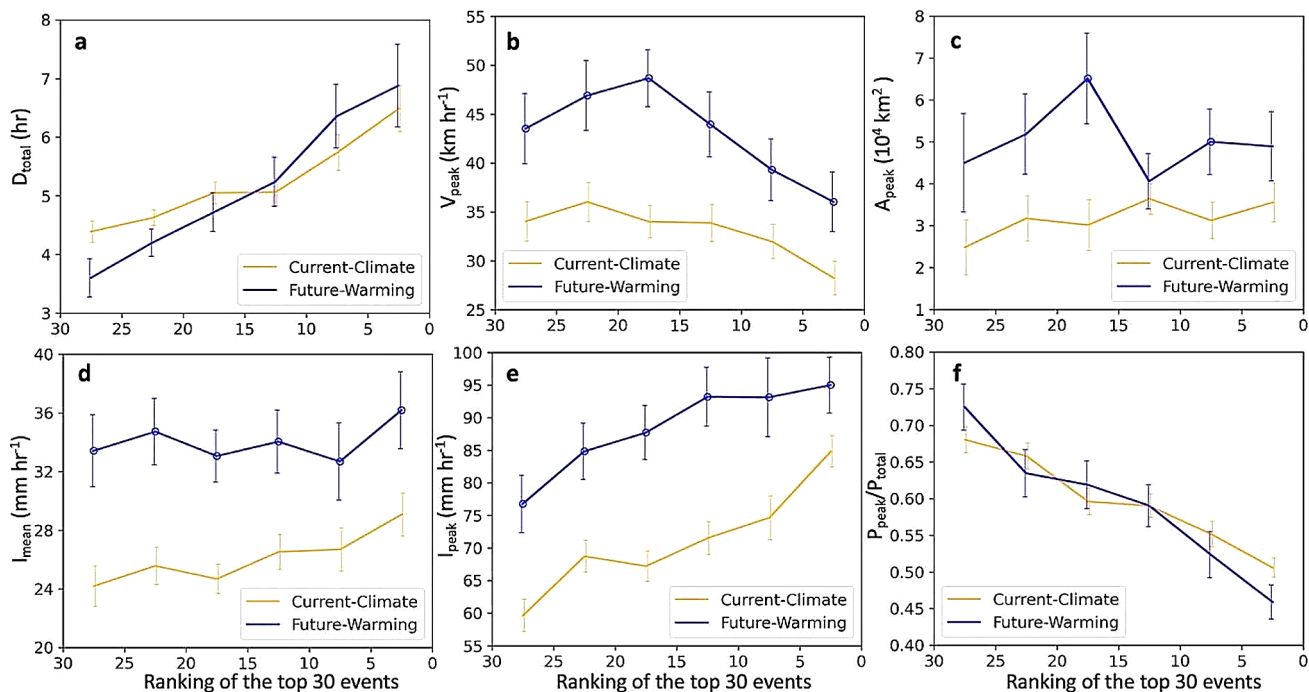 a
D_total (hr)
8
7
6
5
4
3
30 25 20 15 10 5 0
Current-Climate
Future-Warming
b
V_peak (km hr⁻¹)
55
50
45
40
35
30
25
30 25 20 15 10 5 0
Current-Climate
Future-Warming
c
A_peak (10⁴ km²)
8
7
6
5
4
3
2
1
30 25 20 15 10 5 0
Current-Climate
Future-Warming
d
I_mean (mm hr⁻¹)
40
36
32
28
24
20
30 25 20 15 10 5 0
Current-Climate
Future-Warming
Ranking of the top 30 events
e
I_peak (mm hr⁻¹)
100
95
90
85
80
75
70
65
60
55
30 25 20 15 10 5 0
Current-Climate
Future-Warming
Ranking of the top 30 events
f
P_peak/P_total
0.80
0.75
0.70
0.65
0.60
0.55
0.50
0.45
0.40
30 25 20 15 10 5 0
Current-Climate
Future-Warming
Ranking of the top 30 events